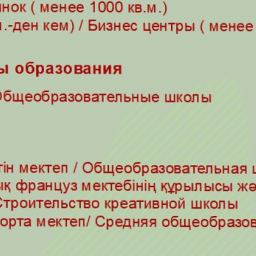 нок ( менее 1000 кв.м.)
.-ден кем) / Бизнес центры ( менее
ы образования
Общеобразовательные школы
тін мектеп / Общеобразовательная
қ француз мектебінің құрылысы жә
Строительство креативной школы
орта мектеп/ Средняя общеобразов